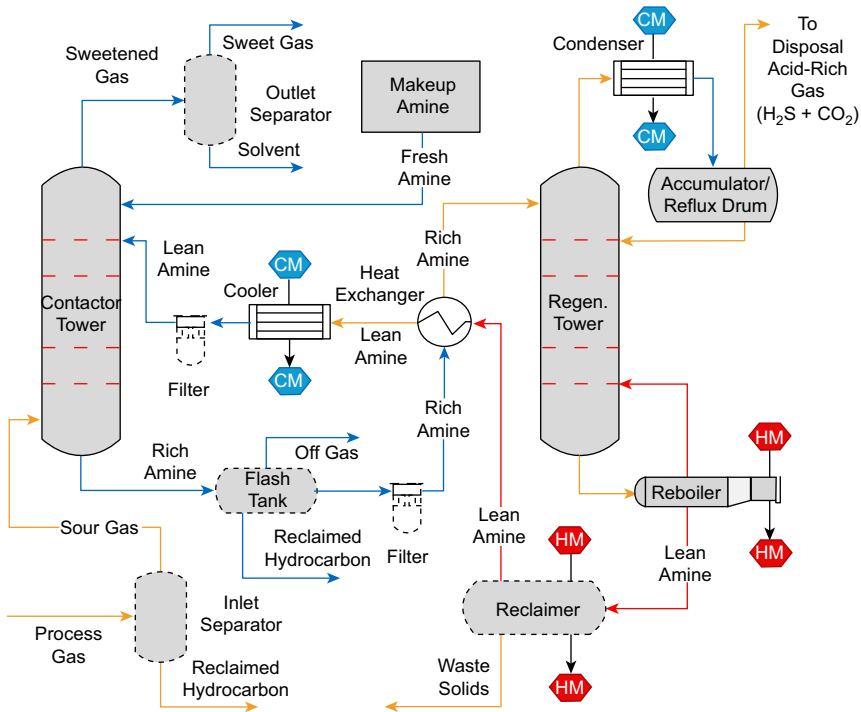 Sweetened
Gas
Sweet Gas
Outlet
Separator
Solvent
Makeup
Amine
Fresh
Amine
CM
Condenser
CM
To
Disposal
Acid-Rich
Gas
(H₂S + CO₂)
Accumulator/
Reflux Drum
Contactor
Tower
Lean
Amine
Filter
CM
Cooler
CM
Heat
Exchanger
Lean
Amine
Rich
Amine
Regen.
Tower
Rich
Amine
Rich
Amine
Off Gas
Flash
Tank
Reclaimed
Hydrocarbon
Filter
Lean
Amine
HM
Reboiler
HM
Lean
Amine
Sour Gas
Inlet
Separator
Process
Gas
Reclaimed
Hydrocarbon
HM
Reclaimer
HM
Waste
Solids